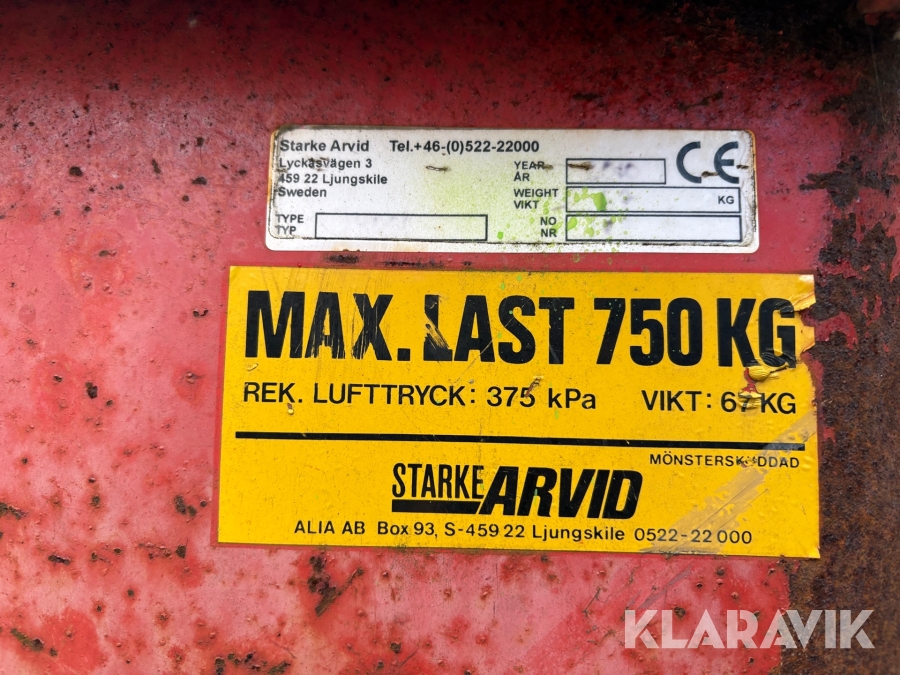 Starke Arvid Tel.+46-(0)522-22000
Lyckåsvägen 3
459 22 Ljungskile
Sweden
YEAR
ÅR
WEIGHT
VIKT KG
TYPE
TYP
NO
NR
CE
MAX. LAST 750 KG
REK. LUFTTRYCK: 375 kPa VIKT: 67 KG
MÖNSTERSKYDDAD
STARKE ARVID
ALIA AB Box 93, S-459 22 Ljungskile 0522-22 000
KLARAVIK